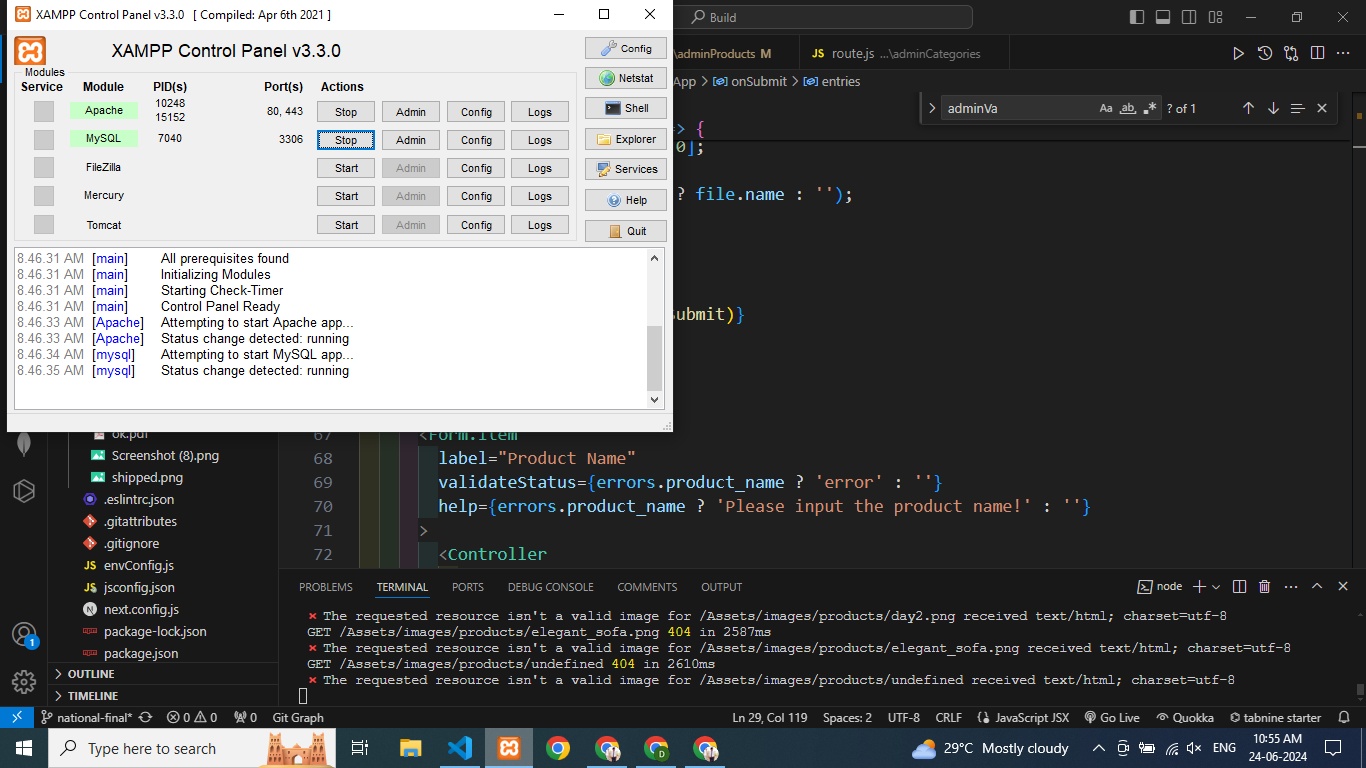 XAMPP Control Panel v3.3.0 [ Compiled: Apr 6th 2021 ]
XAMPP Control Panel v3.3.0
Config
Netstat
Shell
Explorer
Services
Help
Quit
Modules
Service Module PID(s) Port(s) Actions
Apache 10248 15152 80, 443 Stop Admin Config Logs
MySQL 7040 3306 Stop Admin Config Logs
FileZilla Start Admin Config Logs
Mercury Start Admin Config Logs
Tomcat Start Admin Config Logs
8.46.31 AM [main] All prerequisites found
8.46.31 AM [main] Initializing Modules
8.46.31 AM [main] Starting Check-Timer
8.46.31 AM [main] Control Panel Ready
8.46.33 AM [Apache] Attempting to start Apache app...
8.46.33 AM [Apache] Status change detected: running
8.46.34 AM [mysql] Attempting to start MySQL app...
8.46.35 AM [mysql] Status change detected: running
Build
\adminProducts M
JS route.js ...\adminCategories
App > onSubmit > entries
adminVa Aa ab ? of 1
=> {
0];
? file.name : '');
Submit)}
67 <Form.Item
68 label="Product Name"
69 validateStatus={errors.product_name ? 'error' : ''}
70 help={errors.product_name ? 'Please input the product name!' : ''}
71 >
72 <Controller
ok.pdf
Screenshot (8).png
shipped.png
.eslintrc.json
.gitattributes
.gitignore
JS envConfig.js
JS jsconfig.json
N next.config.js
package-lock.json
package.json
OUTLINE
TIMELINE
1
PROBLEMS TERMINAL PORTS DEBUG CONSOLE COMMENTS OUTPUT
node
× The requested resource isn't a valid image for /Assets/images/products/day2.png received text/html; charset=utf-8
GET /Assets/images/products/elegant_sofa.png 404 in 2587ms
× The requested resource isn't a valid image for /Assets/images/products/elegant_sofa.png received text/html; charset=utf-8
GET /Assets/images/products/undefined 404 in 2610ms
× The requested resource isn't a valid image for /Assets/images/products/undefined received text/html; charset=utf-8
national-final* 0 0 0 Git Graph Ln 29, Col 119 Spaces: 2 UTF-8 CRLF JavaScript JSX Go Live Quokka tabnine starter
Type here to search
D
29°C Mostly cloudy
ENG
10:55 AM
24-06-2024